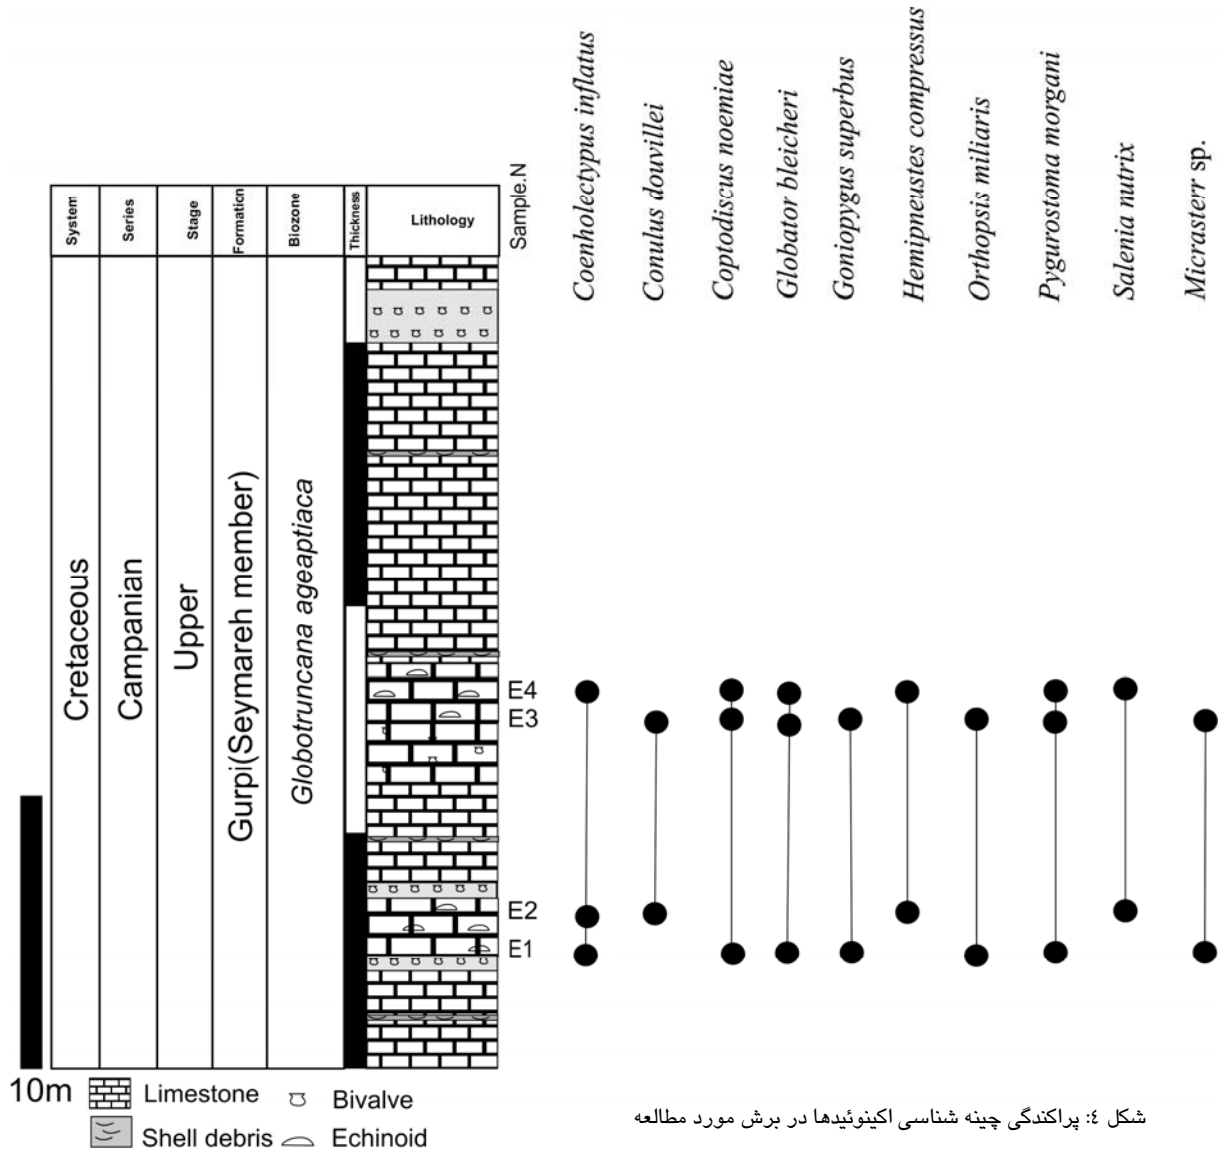 Coenholectypus inflatus
Conulus douvillei
Coptodiscus noemiae
Globator bleicheri
Goniopygus superbus
Hemipneustes compressus
Orthopsis miliaris
Pygurostoma morgani
Salenia nutrix
Micrasterr sp.
System
Series
Stage
Formation
Biozone
Thickness
Lithology
Sample.N
Cretaceous
Campanian
Upper
Gurpi(Seymareh member)
Globotruncana ageaptiaca
E4
E3
E2
E1
10m
Limestone
Bivalve
Shell debris
Echinoid
شکل ٤: پراکندگی چینه شناسی اکینوئیدها در برش مورد مطالعه